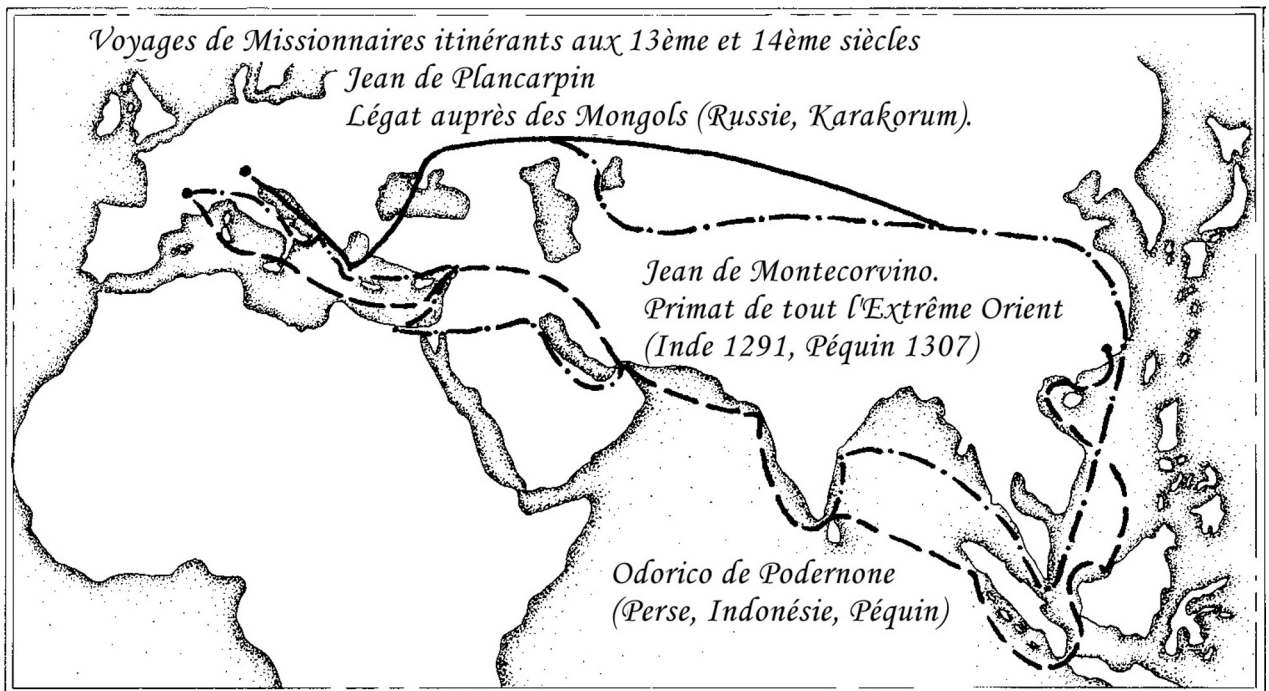 Voyages de Missionnaires itinérants aux 13ème et 14ème siècles
Jean de Plancarpin
Légat auprès des Mongols (Russie, Karakorum).
Jean de Montecorvino.
Primat de tout l'Extrême Orient
(Inde 1291, Péquin 1307)
Odorico de Podernone
(Perse, Indonésie, Péquin)